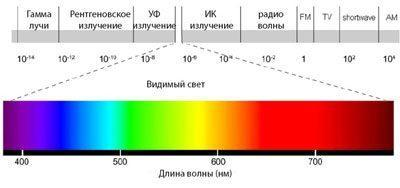 Гамма лучи Рентгеновское излучение УФ излучение ИК излучение радио волны FM TV shortwave AM
10⁻¹⁴ 10⁻¹² 10⁻¹⁰ 10⁻⁸ 10⁻⁶ 10⁻⁴ 10⁻² 1 10² 10⁴
Видимый свет
400 500 600 700
Длина волны (нм)